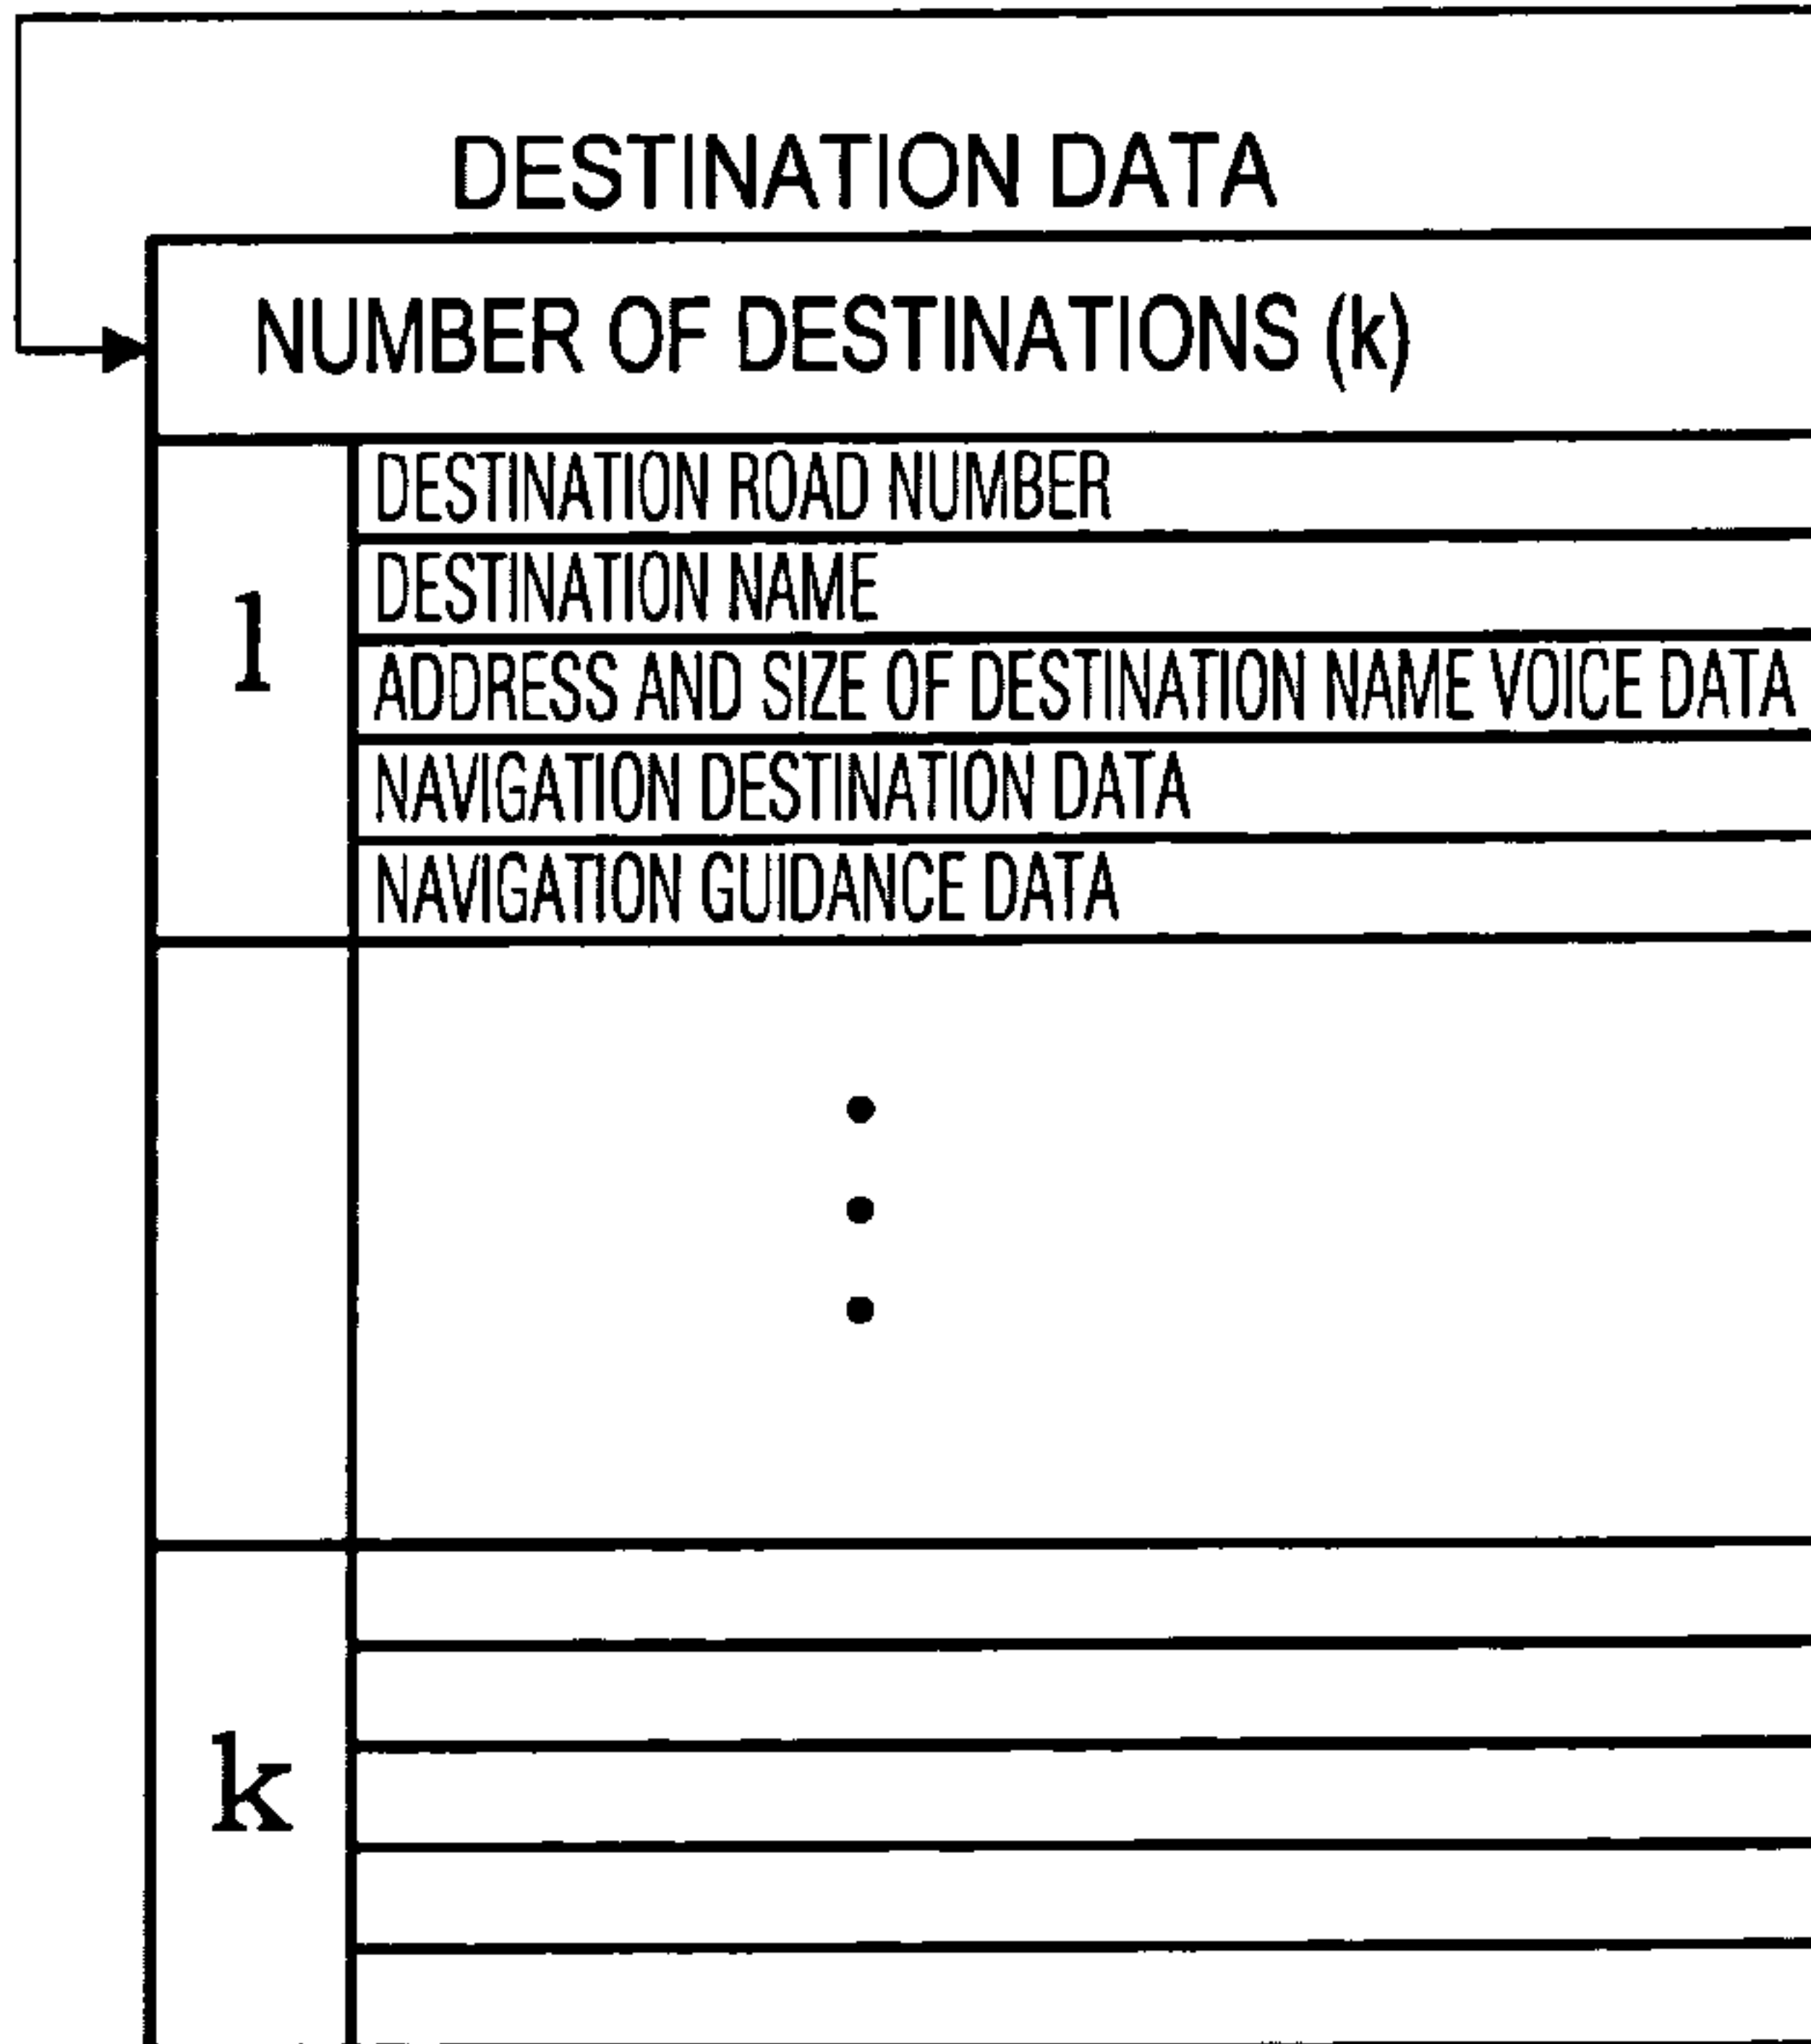 DESTINATION DATA
NUMBER OF DESTINATIONS (k)
1
DESTINATION ROAD NUMBER
DESTINATION NAME
ADDRESS AND SIZE OF DESTINATION NAME VOICE DATA
NAVIGATION DESTINATION DATA
NAVIGATION GUIDANCE DATA
k